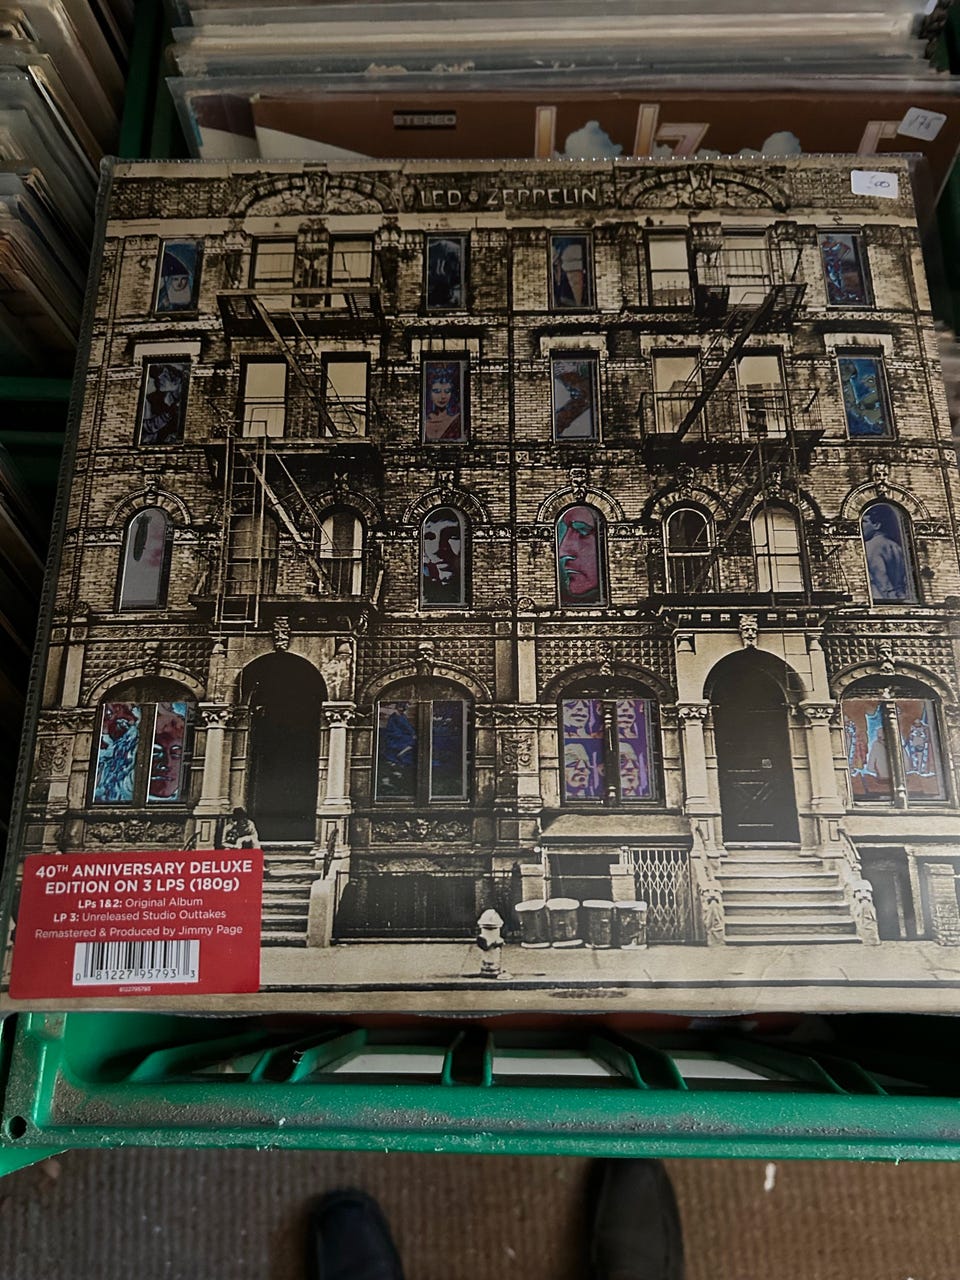 STEREO
175
LED ZEPPELIN
40TH ANNIVERSARY DELUXE
EDITION ON 3 LPS (180g)
LPs 1&2: Original Album
LP 3: Unreleased Studio Outtakes
Remastered & Produced by Jimmy Page
0 81227 95793 3